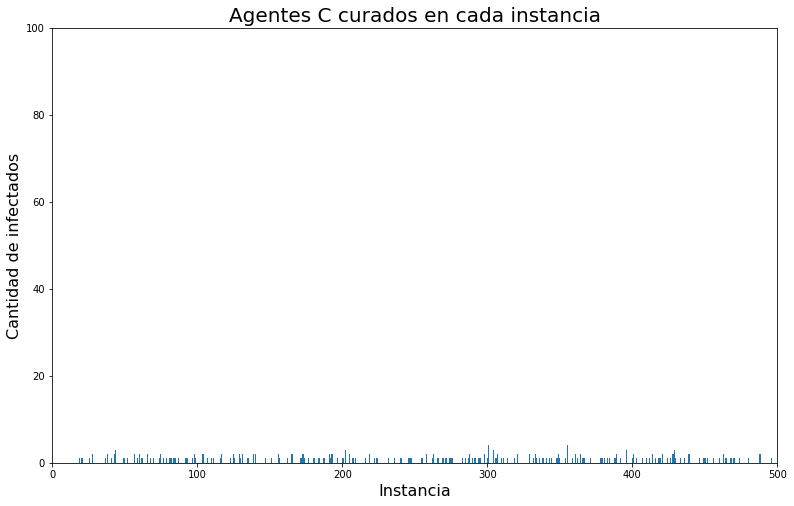 Agentes C curados en cada instancia
100
80
60
40
20
0
Cantidad de infectados
0 100 200 300 400 500
Instancia